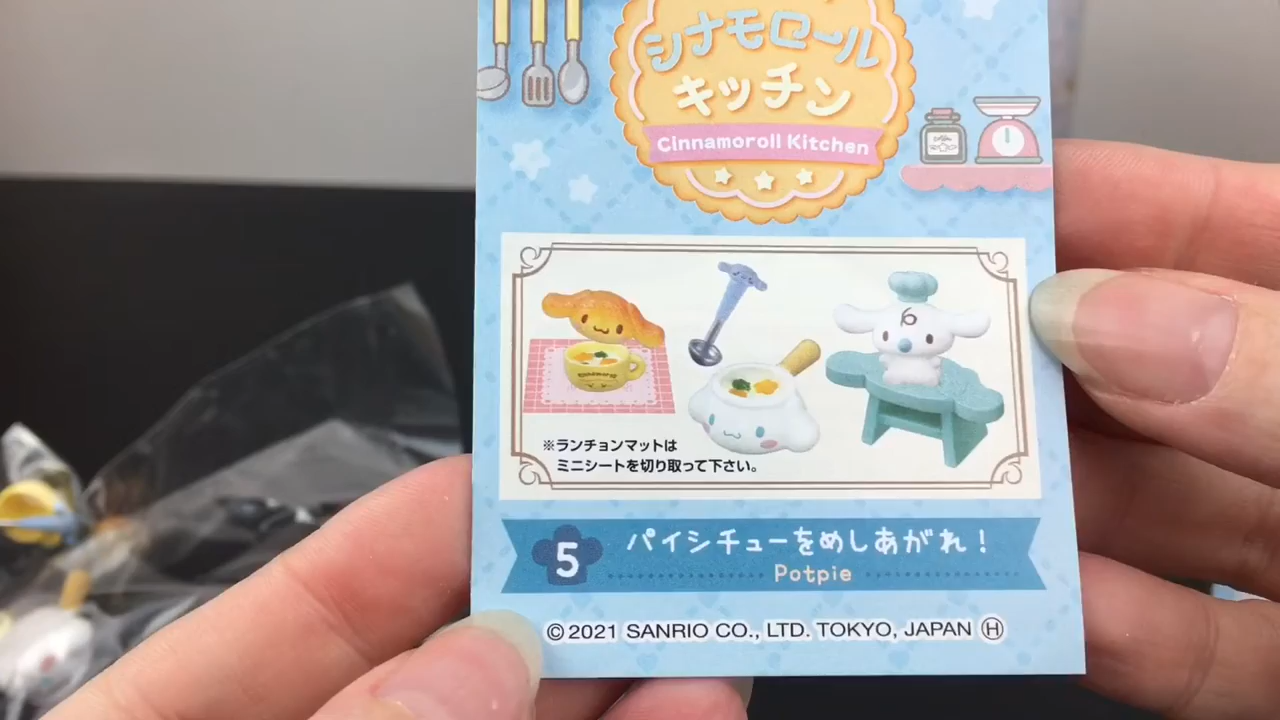 シナモロール
キッチン
Cinnamoroll Kitchen
Cinnamoroll
※ランチョンマットは
ミニシートを切り取って下さい。
5
パイシチューをめしあがれ!
Potpie
©2021 SANRIO CO., LTD. TOKYO, JAPAN Ⓗ